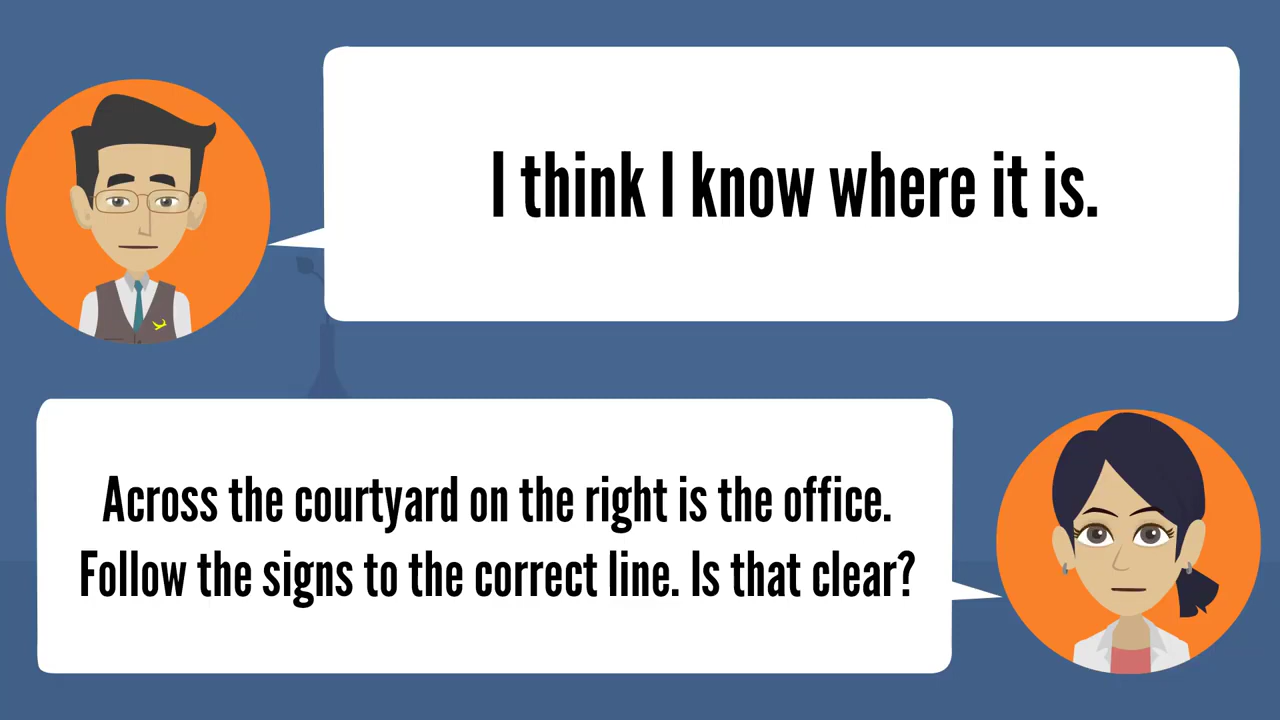 I think I know where it is.
Across the courtyard on the right is the office.
Follow the signs to the correct line. Is that clear?